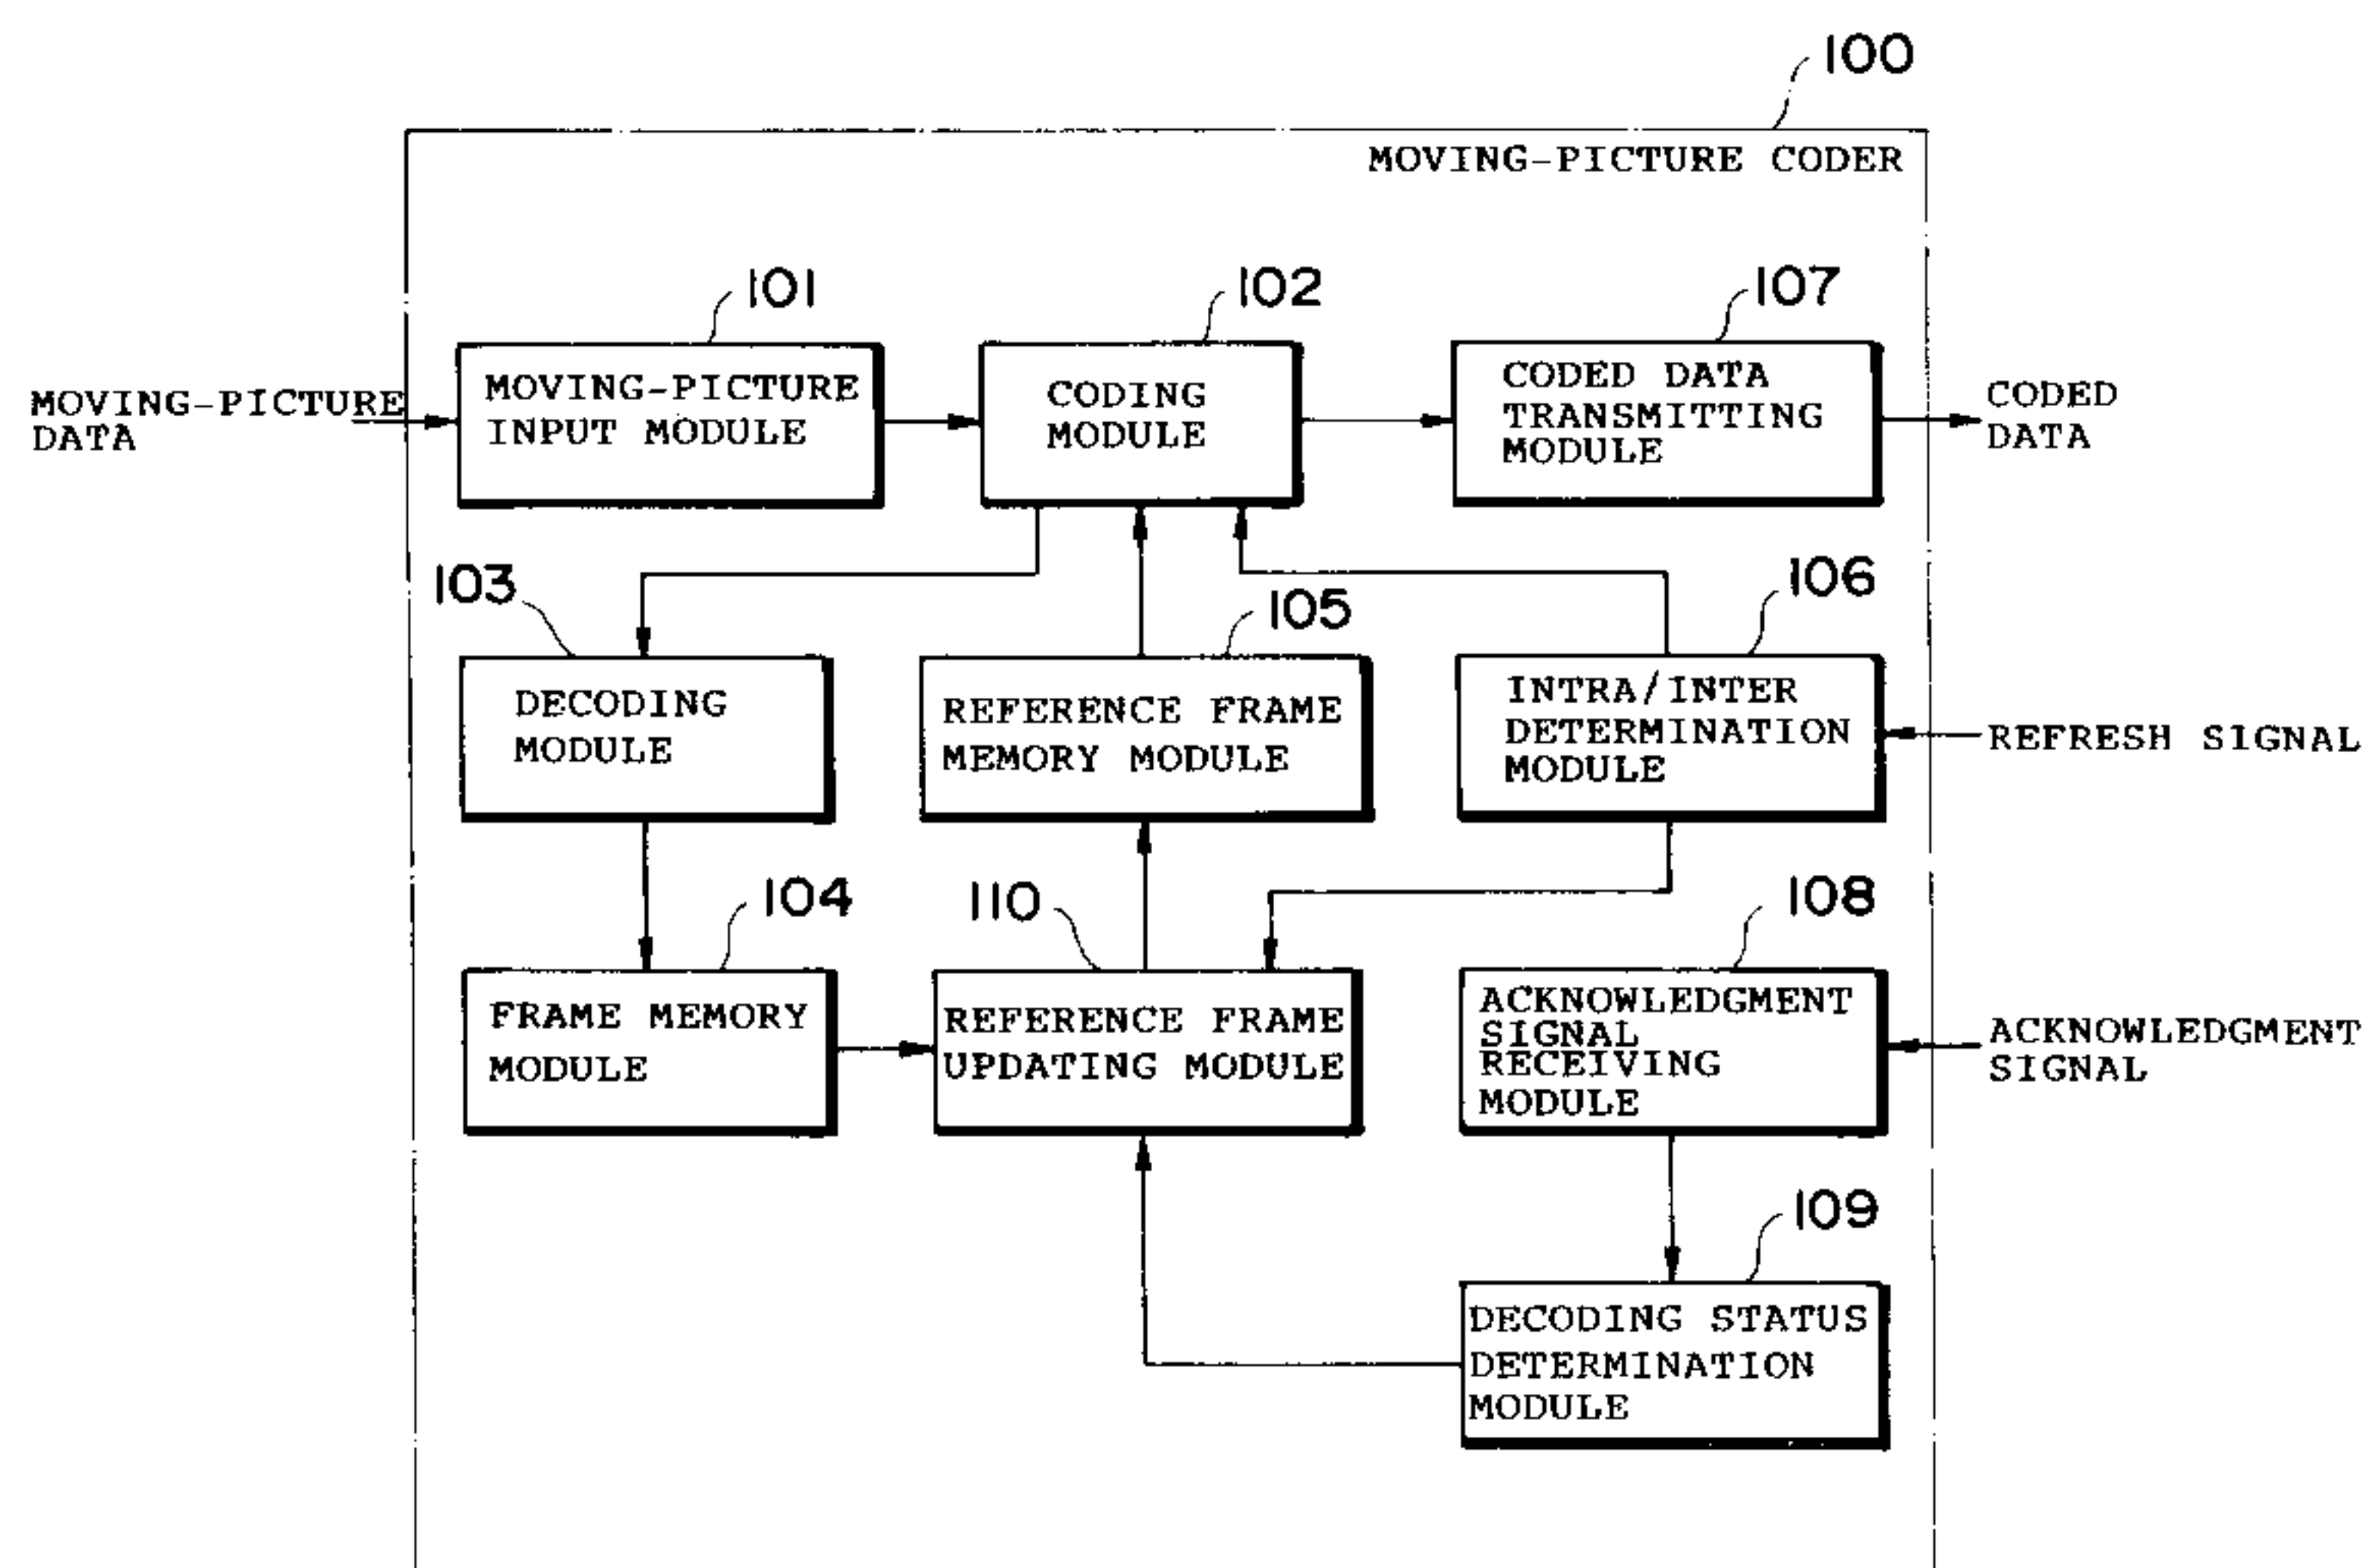 100
MOVING-PICTURE CODER
101
102
107
MOVING-PICTURE
DATA
MOVING-PICTURE
INPUT MODULE
CODING
MODULE
CODED DATA
TRANSMITTING
MODULE
CODED
DATA
103
105
106
DECODING
MODULE
REFERENCE FRAME
MEMORY MODULE
INTRA/INTER
DETERMINATION
MODULE
REFRESH SIGNAL
104
110
108
FRAME MEMORY
MODULE
REFERENCE FRAME
UPDATING MODULE
ACKNOWLEDGMENT
SIGNAL
RECEIVING
MODULE
ACKNOWLEDGMENT
SIGNAL
109
DECODING STATUS
DETERMINATION
MODULE